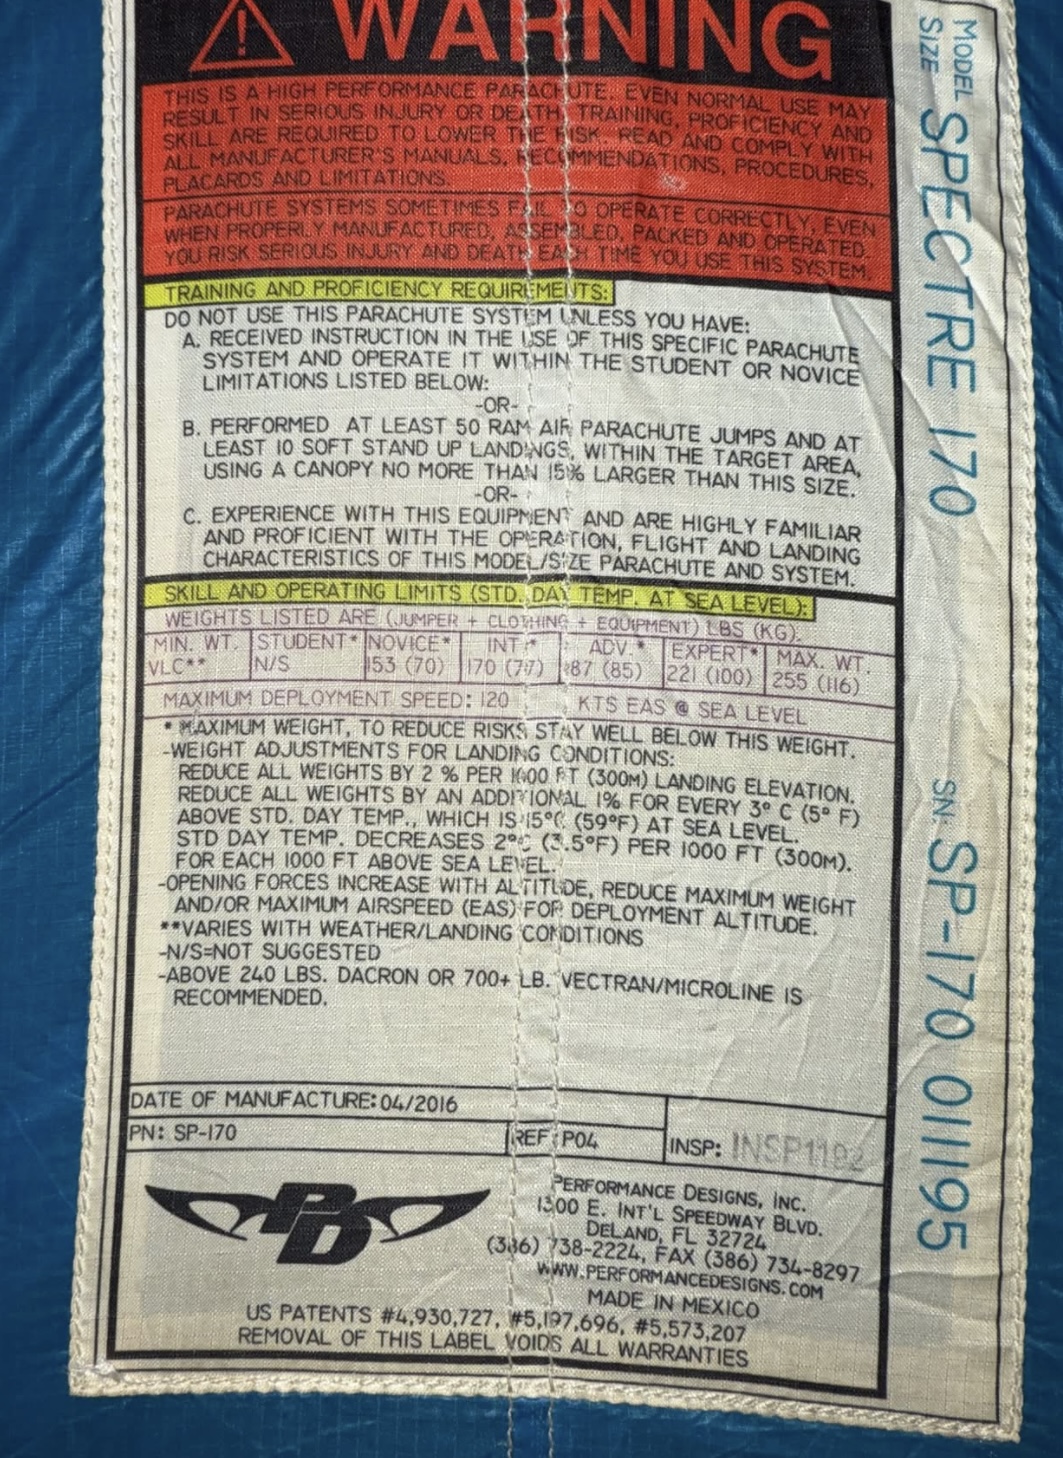 WARNING
THIS IS A HIGH PERFORMANCE PARACHUTE. EVEN NORMAL USE MAY
RESULT IN SERIOUS INJURY OR DEATH. TRAINING, PROFICIENCY AND
SKILL ARE REQUIRED TO LOWER THE RISK. READ AND COMPLY WITH
ALL MANUFACTURER'S MANUALS, RECOMMENDATIONS, PROCEDURES,
PLACARDS AND LIMITATIONS.
PARACHUTE SYSTEMS SOMETIMES FAIL TO OPERATE CORRECTLY, EVEN
WHEN PROPERLY MANUFACTURED, ASSEMBLED, PACKED AND OPERATED.
YOU RISK SERIOUS INJURY AND DEATH EACH TIME YOU USE THIS SYSTEM.
TRAINING AND PROFICIENCY REQUIREMENTS:
DO NOT USE THIS PARACHUTE SYSTEM UNLESS YOU HAVE:
A. RECEIVED INSTRUCTION IN THE USE OF THIS SPECIFIC PARACHUTE
SYSTEM AND OPERATE IT WITHIN THE STUDENT OR NOVICE
LIMITATIONS LISTED BELOW:
-OR-
B. PERFORMED AT LEAST 50 RAM AIR PARACHUTE JUMPS AND AT
LEAST 10 SOFT STAND UP LANDINGS, WITHIN THE TARGET AREA,
USING A CANOPY NO MORE THAN 15% LARGER THAN THIS SIZE.
-OR-
C. EXPERIENCE WITH THIS EQUIPMENT AND ARE HIGHLY FAMILIAR
AND PROFICIENT WITH THE OPERATION, FLIGHT AND LANDING
CHARACTERISTICS OF THIS MODEL/SIZE PARACHUTE AND SYSTEM.
SKILL AND OPERATING LIMITS (STD. DAY TEMP. AT SEA LEVEL):
WEIGHTS LISTED ARE (JUMPER + CLOTHING + EQUIPMENT) LBS (KG).
MIN. WT. STUDENT* NOVICE* INT.* ADV.* EXPERT* MAX. WT.
VLC** N/S 153 (70) 170 (77) 187 (85) 221 (100) 255 (116)
MAXIMUM DEPLOYMENT SPEED: 120 KTS EAS @ SEA LEVEL
* MAXIMUM WEIGHT, TO REDUCE RISKS STAY WELL BELOW THIS WEIGHT.
-WEIGHT ADJUSTMENTS FOR LANDING CONDITIONS:
REDUCE ALL WEIGHTS BY 2 % PER 1000 FT (300M) LANDING ELEVATION.
REDUCE ALL WEIGHTS BY AN ADDITIONAL 1% FOR EVERY 3° C (5° F)
ABOVE STD. DAY TEMP., WHICH IS 15°C (59°F) AT SEA LEVEL.
STD DAY TEMP. DECREASES 2°C (3.5°F) PER 1000 FT (300M).
FOR EACH 1000 FT ABOVE SEA LEVEL.
-OPENING FORCES INCREASE WITH ALTITUDE, REDUCE MAXIMUM WEIGHT
AND/OR MAXIMUM AIRSPEED (EAS) FOR DEPLOYMENT ALTITUDE.
**VARIES WITH WEATHER/LANDING CONDITIONS
-N/S=NOT SUGGESTED
-ABOVE 240 LBS. DACRON OR 700+ LB. VECTRAN/MICROLINE IS
RECOMMENDED.
DATE OF MANUFACTURE: 04/2016
PN: SP-170 REF: P04 INSP: INSP1192
PD
PERFORMANCE DESIGNS, INC.
1300 E. INT'L SPEEDWAY BLVD.
DELAND, FL 32724
(386) 738-2224, FAX (386) 734-8297
WWW.PERFORMANCEDESIGNS.COM
MADE IN MEXICO
US PATENTS #4,930,727, #5,197,696, #5,573,207
REMOVAL OF THIS LABEL VOIDS ALL WARRANTIES
MODEL
SIZE SPECTRE 170
SN: SP-170 011195